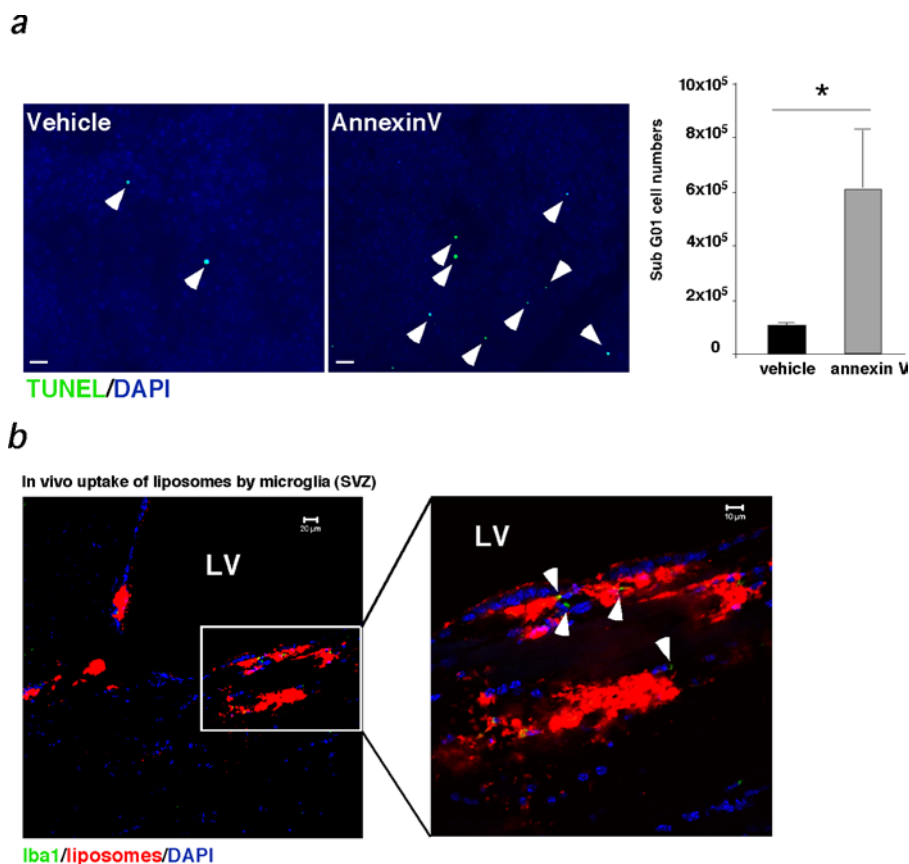 a
Vehicle
AnnexinV
TUNEL/DAPI
10x10⁵
8x10⁵
6x10⁵
4x10⁵
2x10⁵
0
Sub G01 cell numbers
*
vehicle annexin V
b
In vivo uptake of liposomes by microglia (SVZ)
20 µm
LV
10 µm
LV
Iba1/liposomes/DAPI